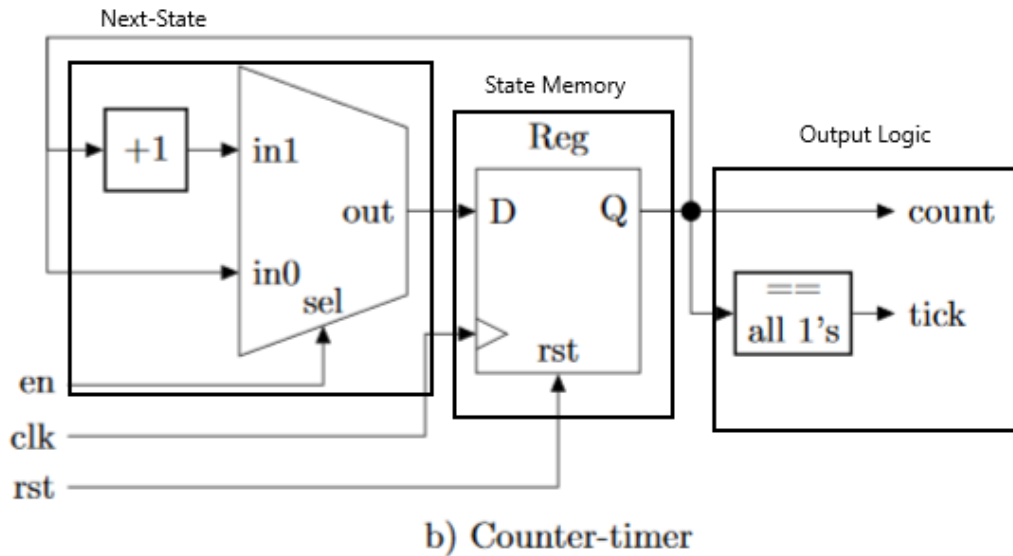 Next-State
State Memory
Output Logic
Reg
+1
in1
in0
sel
out
D
Q
rst
count
==
all 1's
tick
en
clk
rst
b) Counter-timer